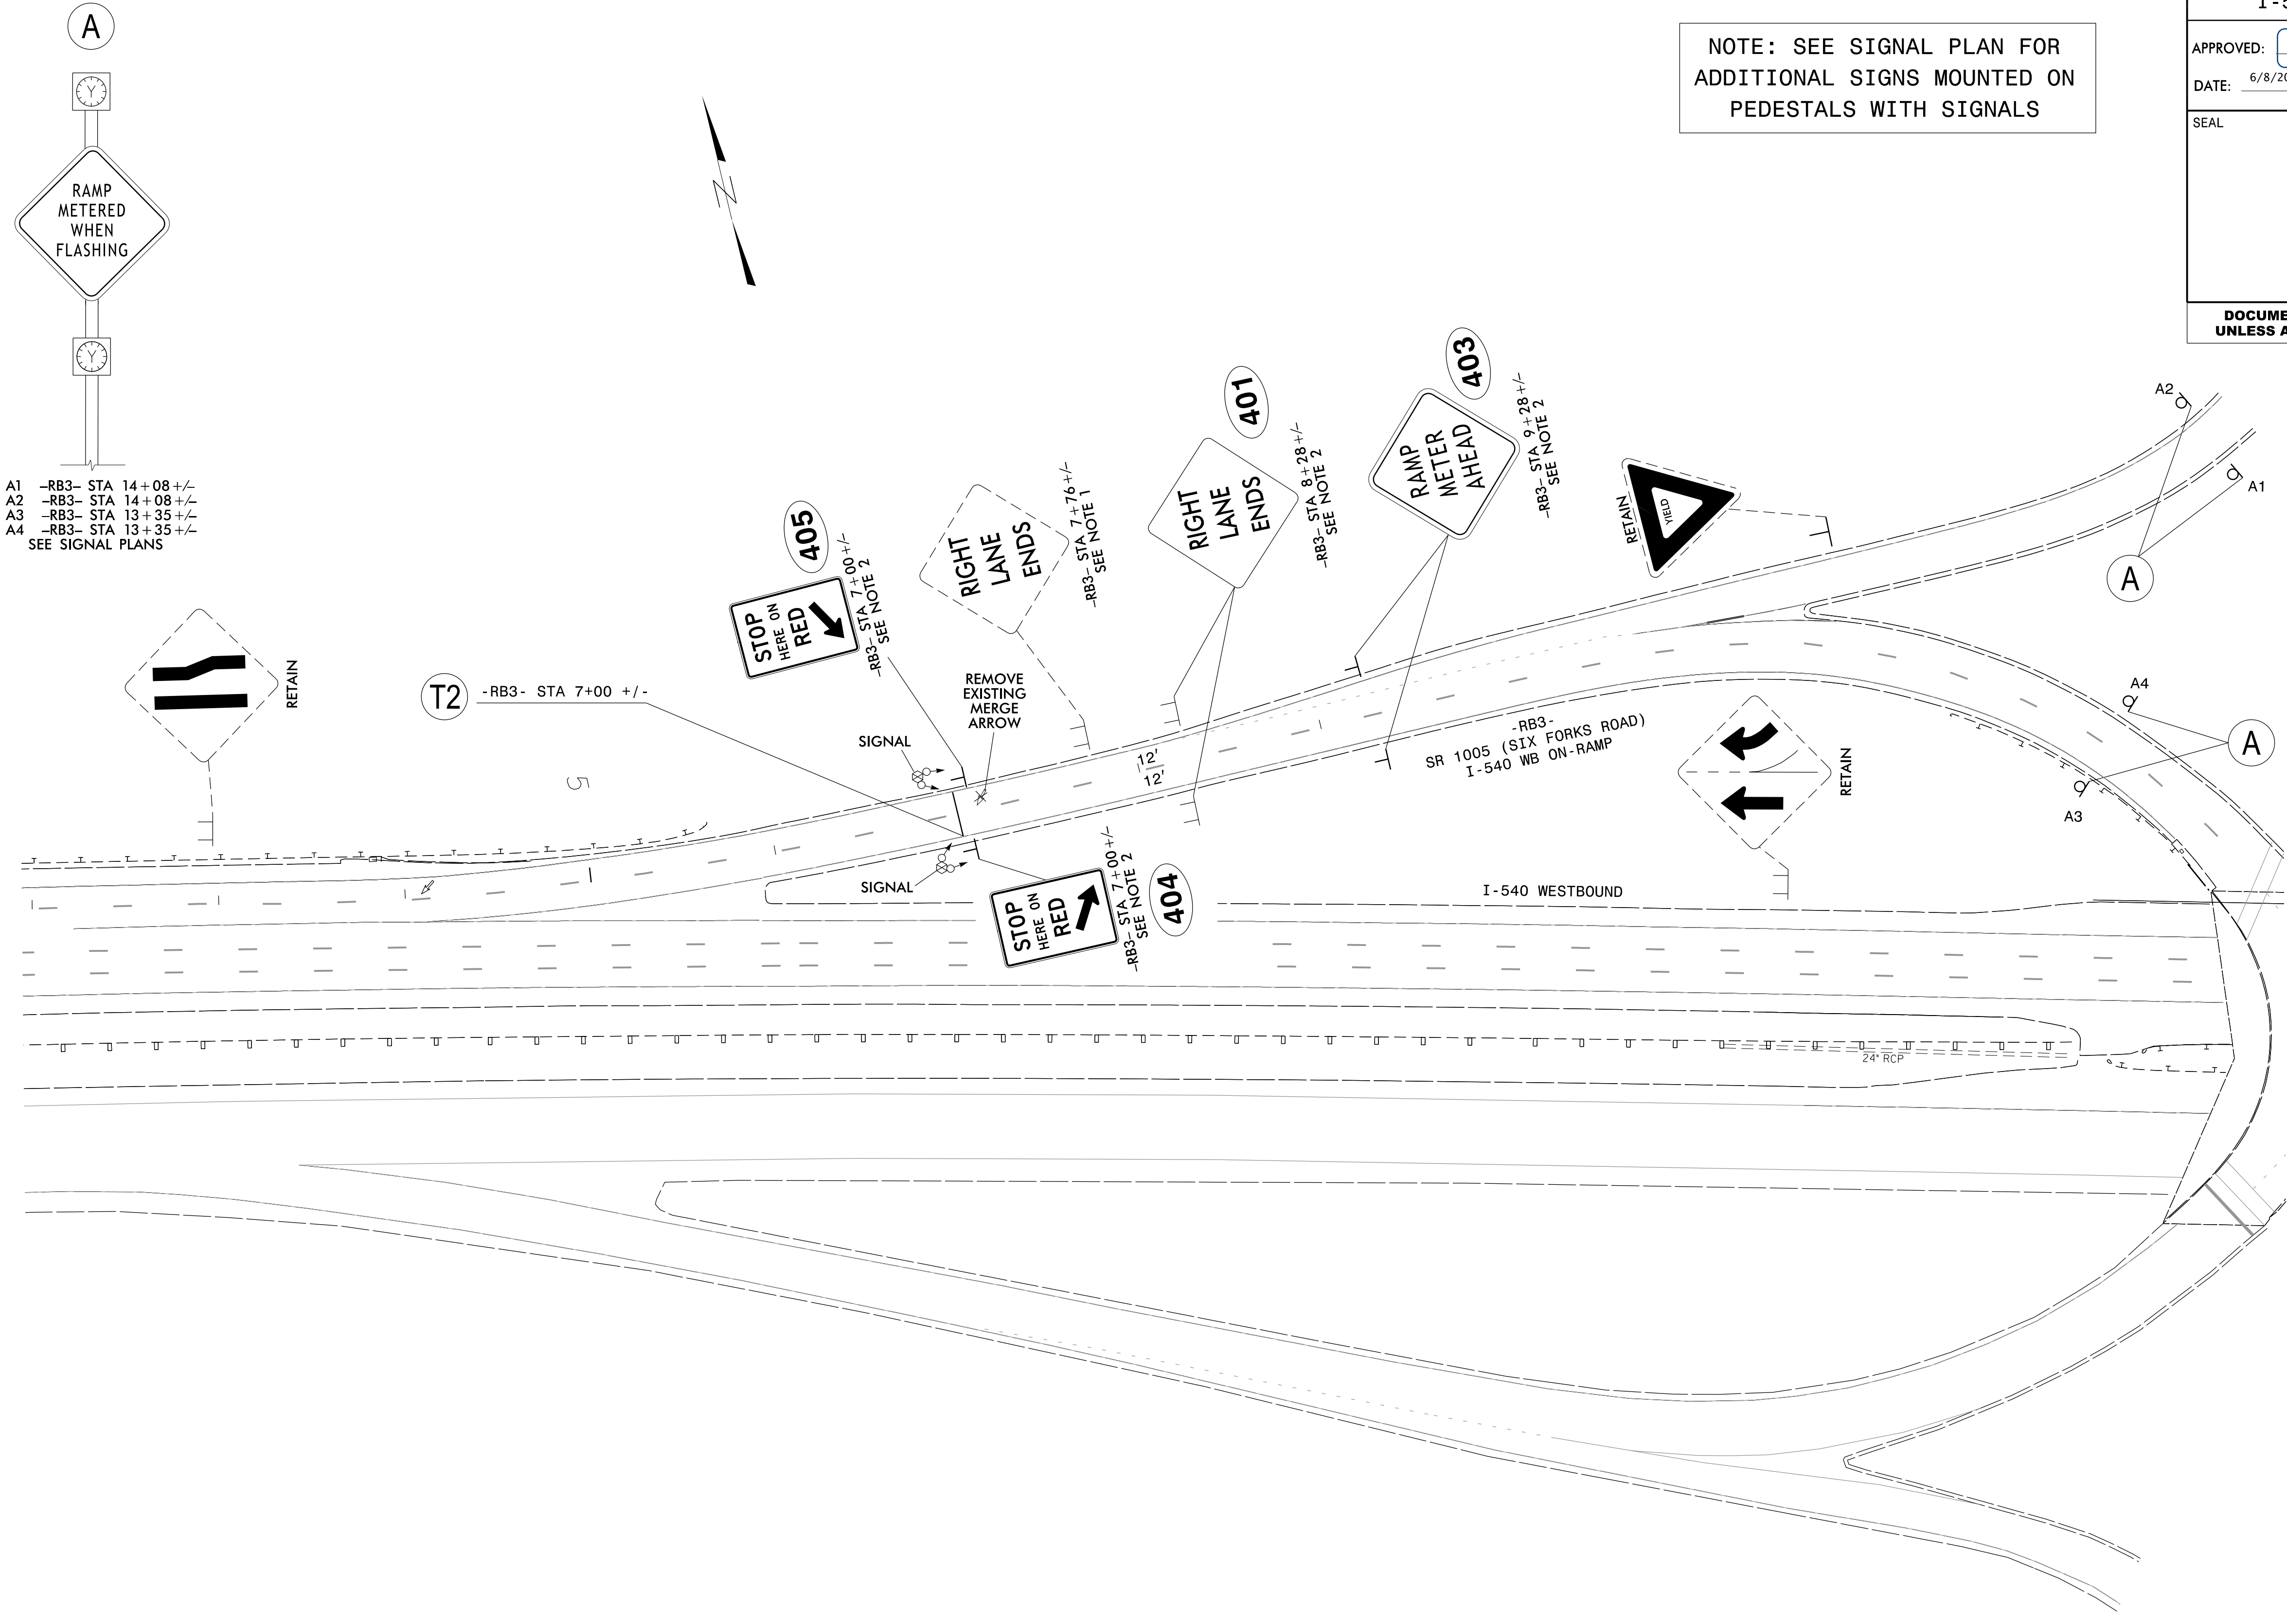 A
Y
RAMP
METERED
WHEN
FLASHING
Y
A1 -RB3- STA 14+08+/-
A2 -RB3- STA 14+08+/-
A3 -RB3- STA 13+35+/-
A4 -RB3- STA 13+35+/-
SEE SIGNAL PLANS
N
NOTE: SEE SIGNAL PLAN FOR
ADDITIONAL SIGNS MOUNTED ON
PEDESTALS WITH SIGNALS
APPROVED:
DATE: 6/8/20
SEAL
UNLESS
RETAIN
T2
-RB3- STA 7+00 +/-
405
STOP
HERE ON
RED
-RB3- STA 7+00+/-
SEE NOTE 2
RIGHT
LANE
ENDS
-RB3- STA 7+76+/-
SEE NOTE 1
401
RIGHT
LANE
ENDS
-RB3- STA 8+28+/-
SEE NOTE 2
403
RAMP
METER
AHEAD
-RB3- STA 9+28+/-
SEE NOTE 2
RETAIN
YIELD
A2
A1
A
REMOVE
EXISTING
MERGE
ARROW
SIGNAL
5
12'
12'
-RB3-
SR 1005 (SIX FORKS ROAD)
I-540 WB ON-RAMP
RETAIN
A4
A
A3
SIGNAL
STOP
HERE ON
RED
-RB3- STA 7+00+/-
SEE NOTE 2
404
I-540 WESTBOUND
24" RCP